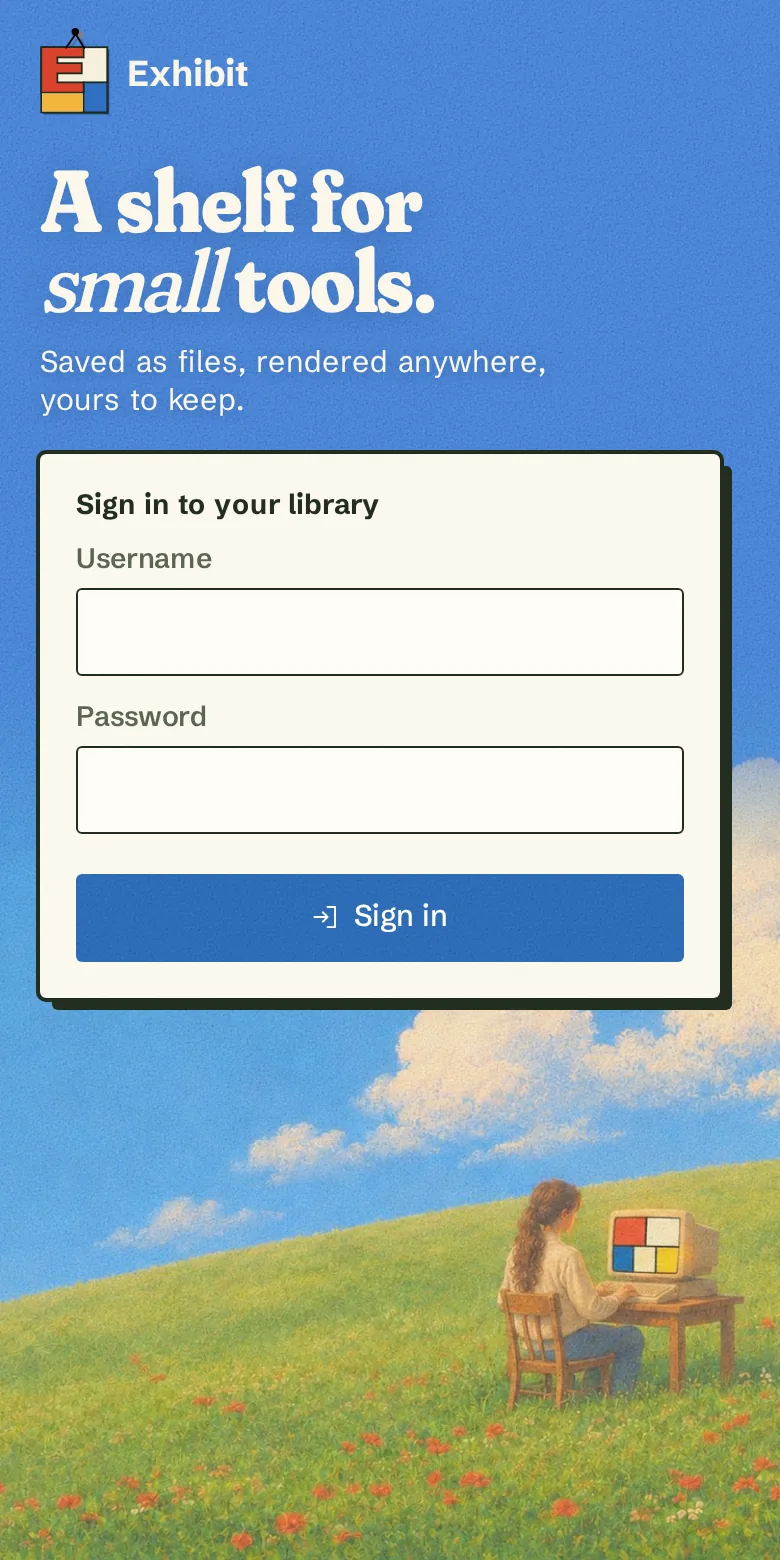 Exhibit
A shelf for
small tools.
Saved as files, rendered anywhere,
yours to keep.
Sign in to your library
Username
Password
Sign in